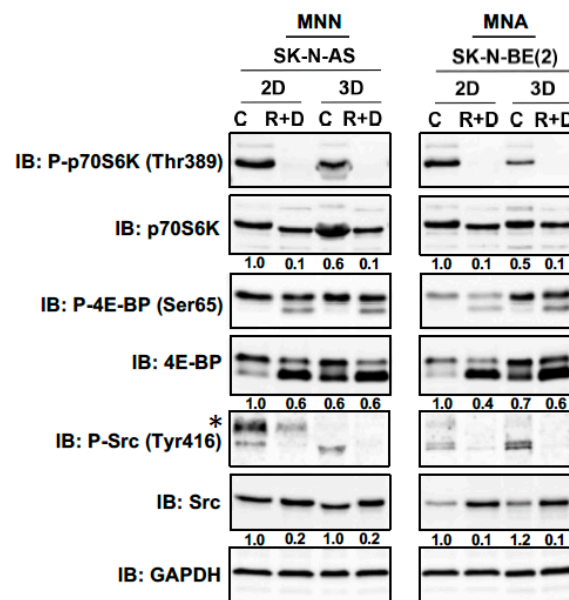 MNN MNA
SK-N-AS SK-N-BE(2)
2D 3D 2D 3D
C R+D C R+D C R+D C R+D
IB: P-p70S6K (Thr389)
IB: p70S6K
1.0 0.1 0.6 0.1 1.0 0.1 0.5 0.1
IB: P-4E-BP (Ser65)
IB: 4E-BP
1.0 0.6 0.6 0.6 1.0 0.4 0.7 0.6
*
IB: P-Src (Tyr416)
IB: Src
1.0 0.2 1.0 0.2 1.0 0.1 1.2 0.1
IB: GAPDH